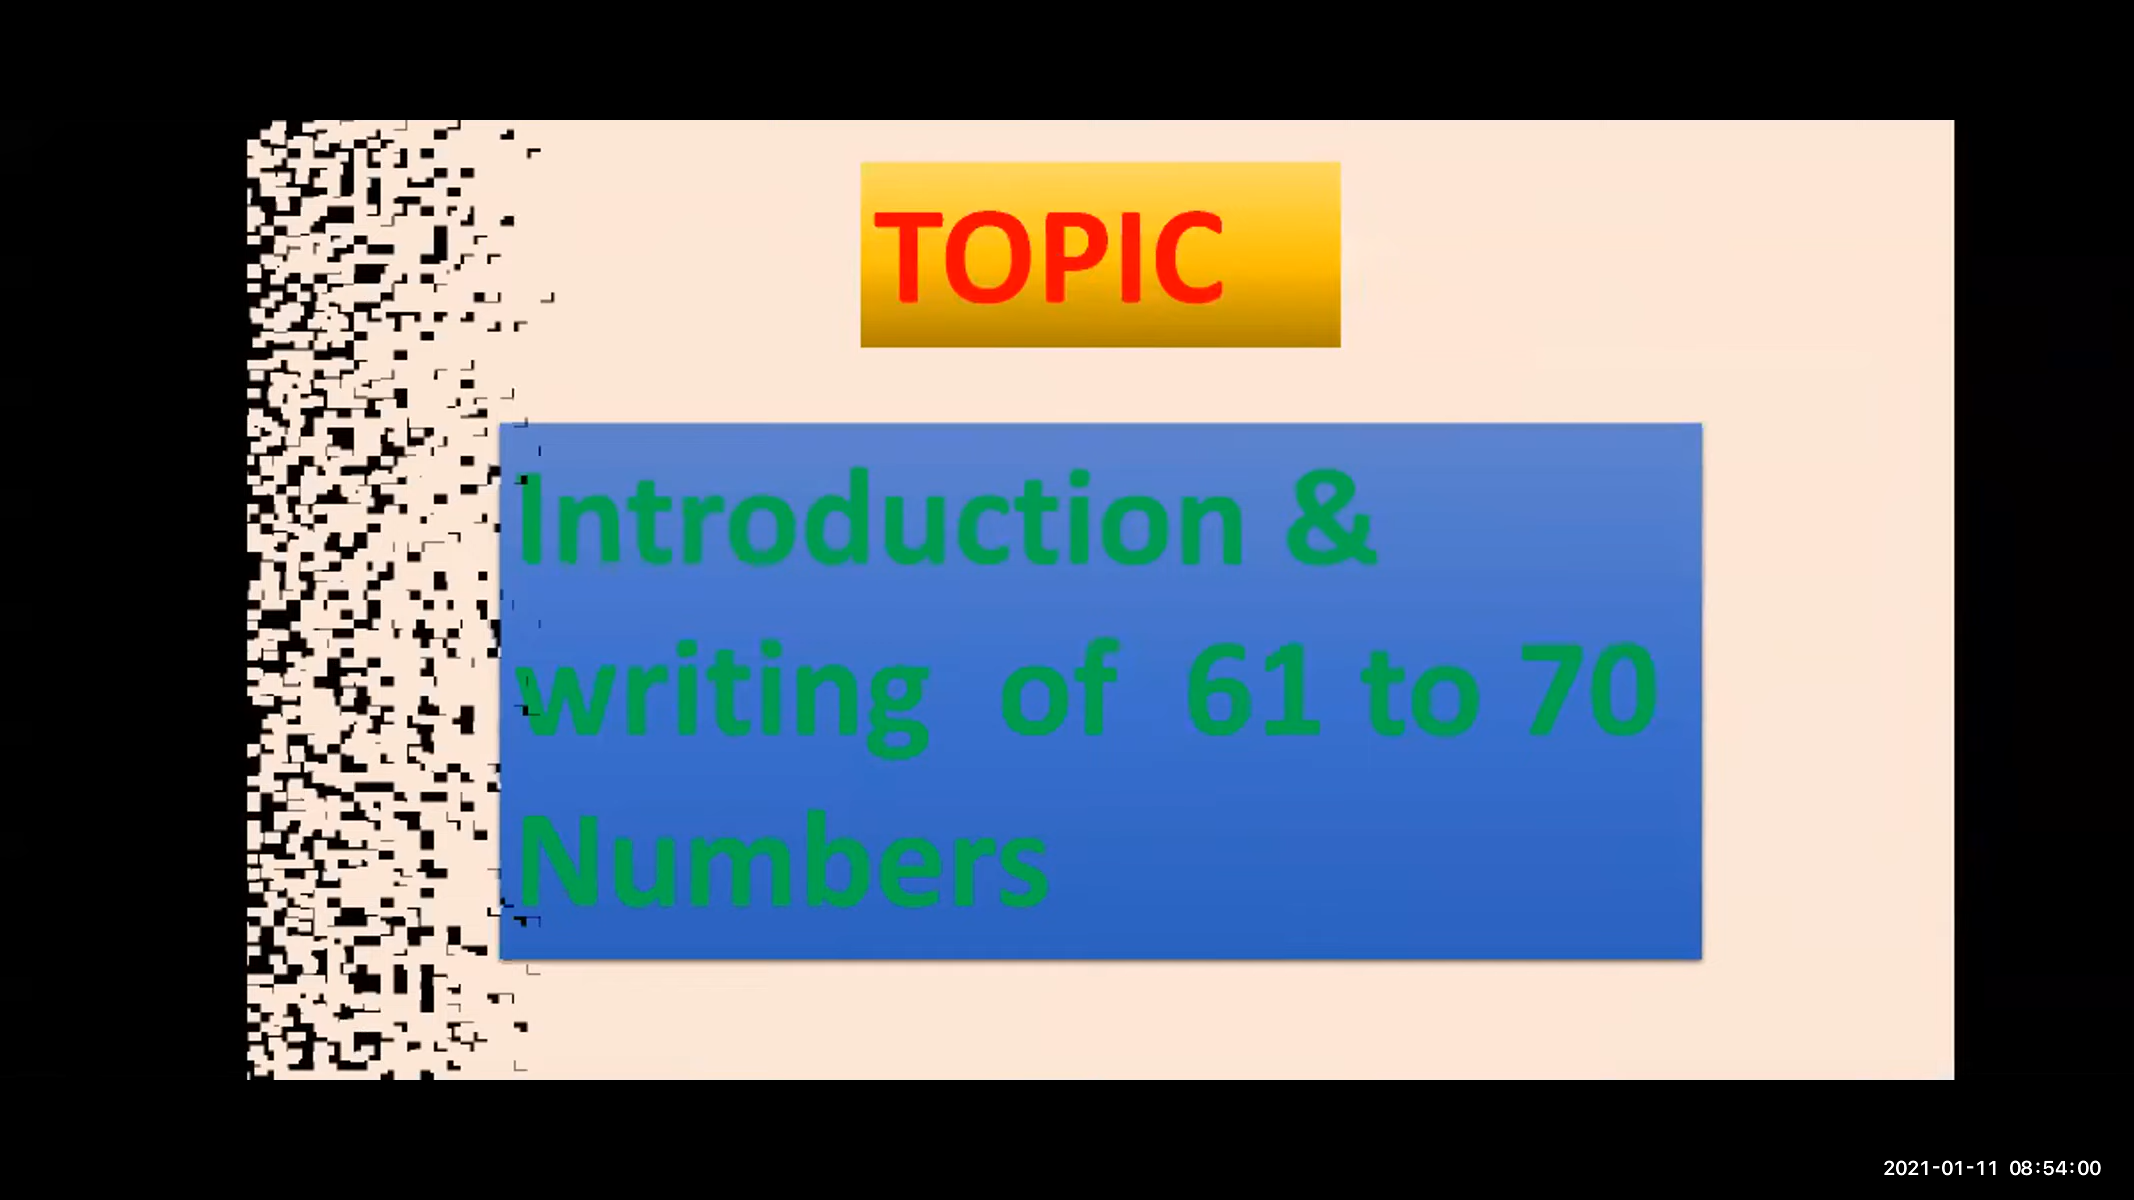 TOPIC
Introduction &
writing of 61 to 70
Numbers
2021-01-11 08:54:00